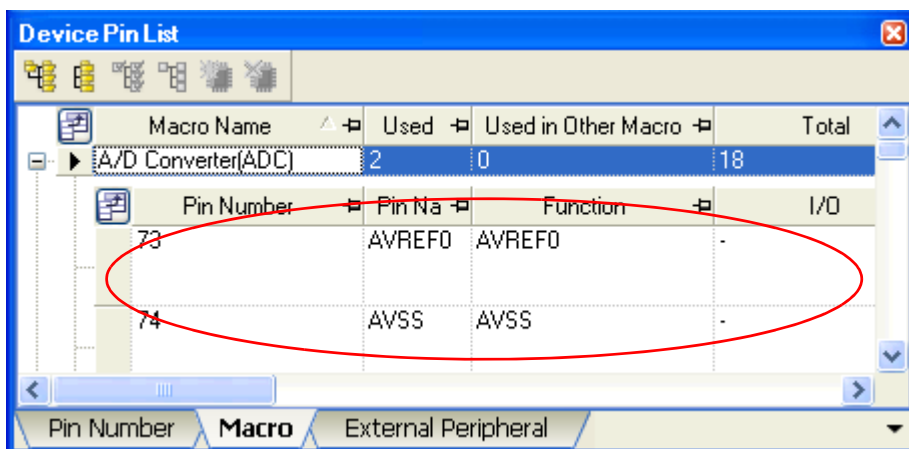 Device Pin List
Macro Name Used Used in Other Macro Total
A/D Converter(ADC) 2 0 18
Pin Number Pin Na Function I/O
73 AVREF0 AVREF0 -
74 AVSS AVSS -
Pin Number Macro External Peripheral